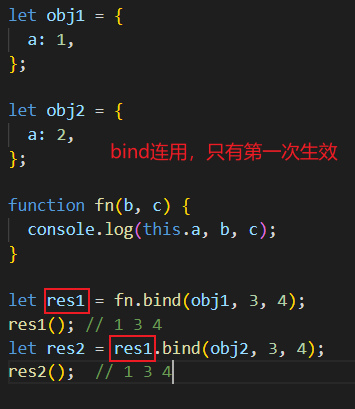 let obj1 = {
  a: 1,
};
let obj2 = {
  a: 2,
};
bind连用，只有第一次生效
function fn(b, c) {
  console.log(this.a, b, c);
}
let res1 = fn.bind(obj1, 3, 4);
res1(); // 1 3 4
let res2 = res1.bind(obj2, 3, 4);
res2();  // 1 3 4